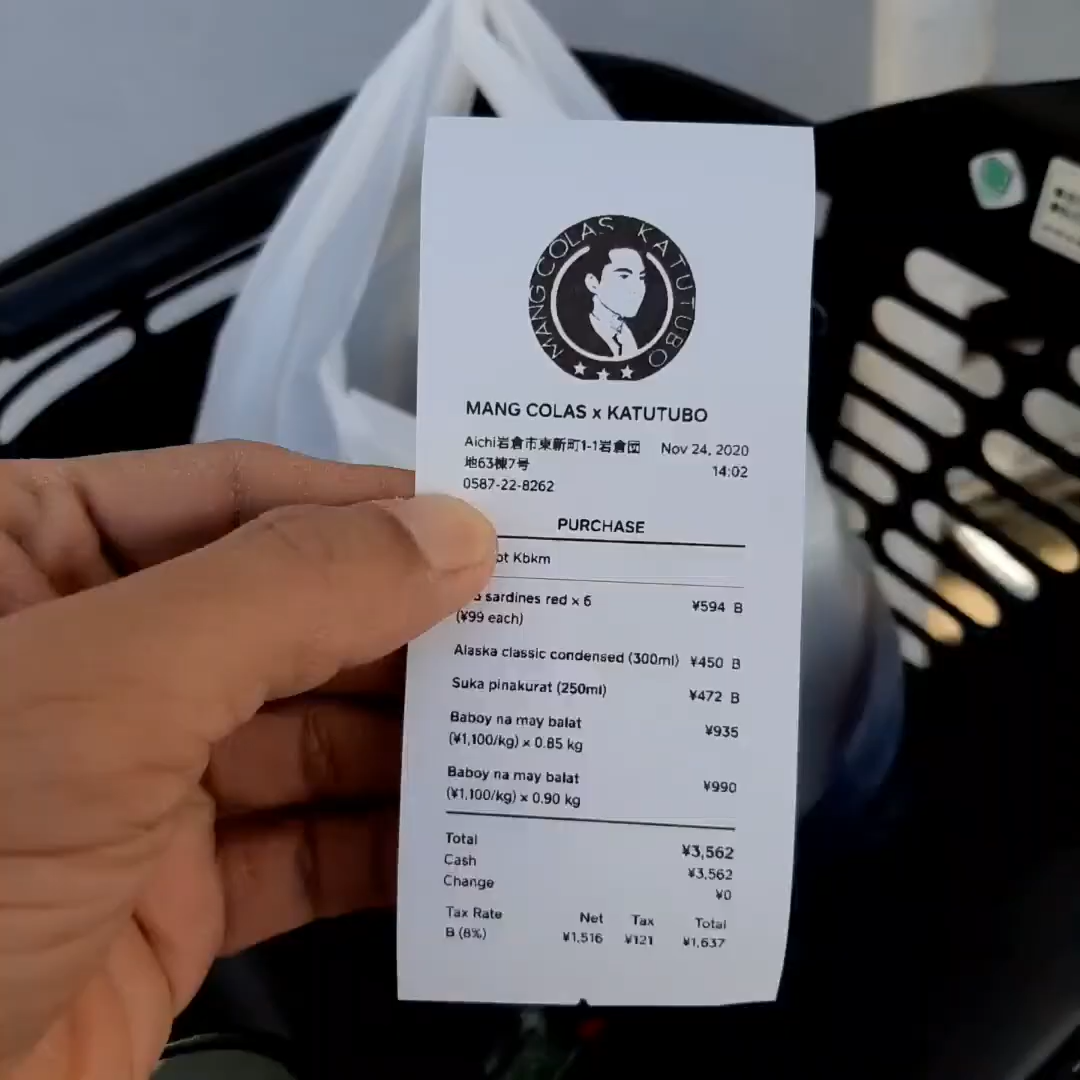 MANG COLAS KATUTUBO
MANG COLAS x KATUTUBO
Aichi岩倉市東新町1-1岩倉団 Nov 24, 2020
地63棟7号 14:02
0587-22-8262
PURCHASE
Kbkm
sardines red x 6 ¥594 B
(¥99 each)
Alaska classic condensed (300ml) ¥450 B
Suka pinakurat (250ml) ¥472 B
Baboy na may balat ¥935
(¥1,100/kg) x 0.85 kg
Baboy na may balat ¥990
(¥1,100/kg) x 0.90 kg
Total ¥3,562
Cash ¥3,562
Change ¥0
Tax Rate Net Tax Total
B (8%) ¥1,516 ¥121 ¥1,637